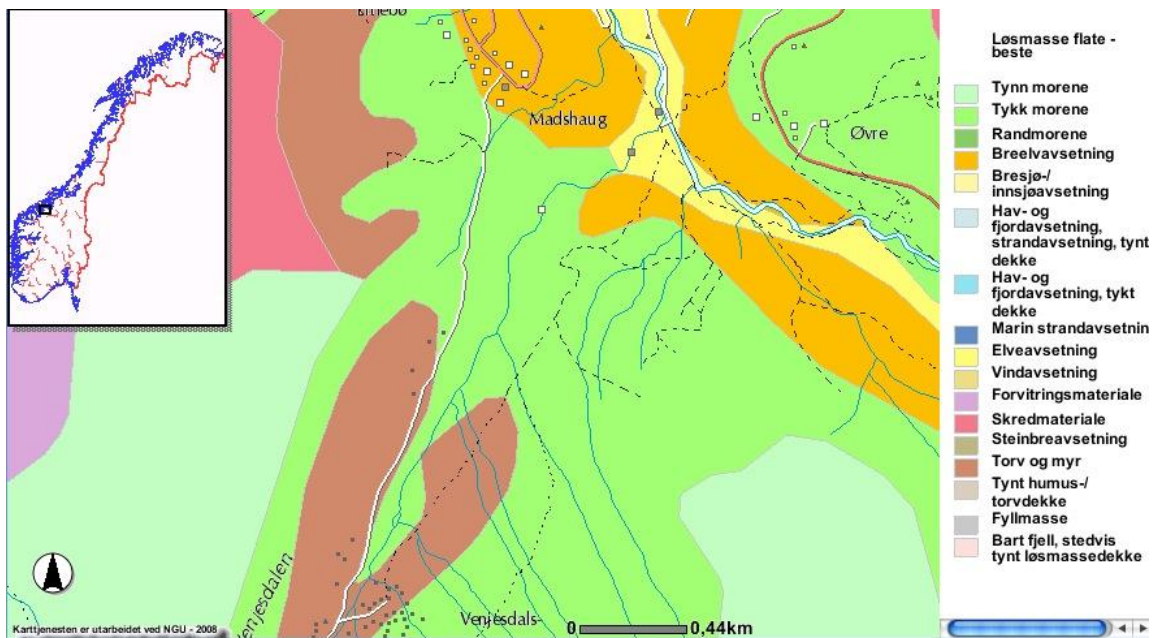 Madshaug
Øvre
Venjesdals-
0 0,44km
Karttjenesten er utarbeidet ved NGU - 2008
Løsmasse flate -
beste
Tynn morene
Tykk morene
Randmorene
Breelvavsetning
Bresjø-/
innsjøavsetning
Hav- og
fjordavsetning,
strandavsetning, tynt
dekke
Hav- og
fjordavsetning, tykt
dekke
Marin strandavsetnin
Elveavsetning
Vindavsetning
Forvitringsmateriale
Skredmateriale
Steinbreavsetning
Torv og myr
Tynt humus-/
torvdekke
Fyllmasse
Bart fjell, stedvis
tynt løsmassedekke